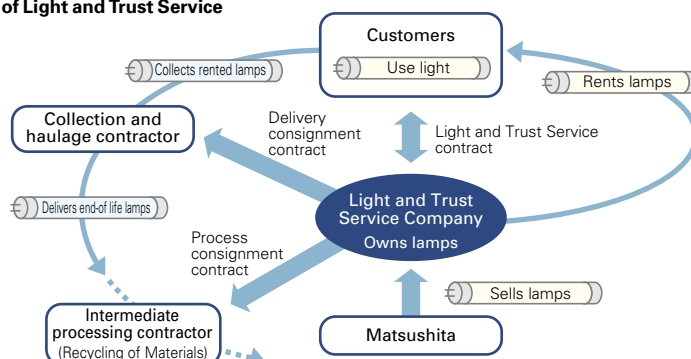 of Light and Trust Service
Customers
Use light
Collects rented lamps
Rents lamps
Collection and
haulage contractor
Delivery
consignment
contract
Light and Trust Service
contract
Delivers end-of life lamps
Light and Trust
Service Company
Owns lamps
Process
consignment
contract
Sells lamps
Intermediate
processing contractor
(Recycling of Materials)
Matsushita